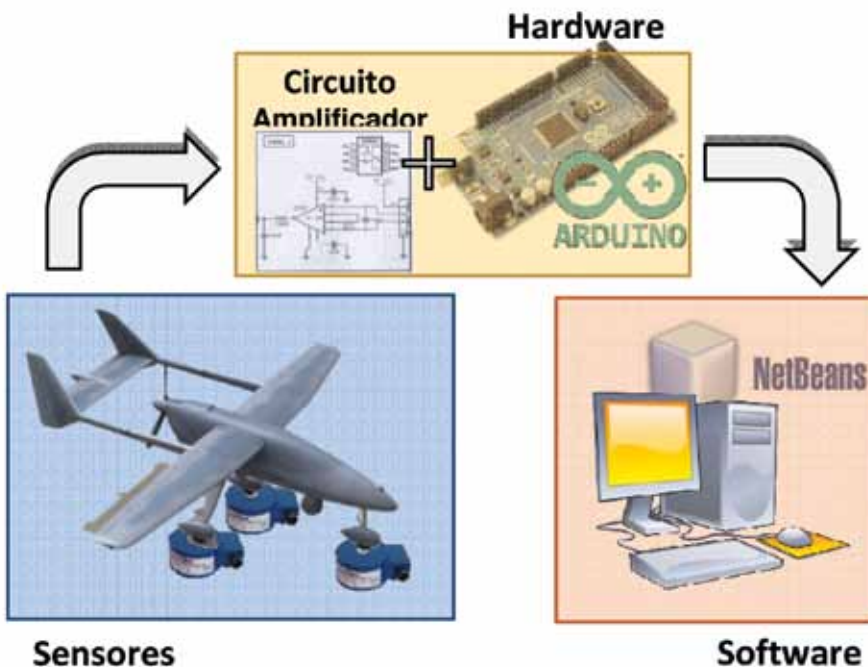 Hardware
Circuito
Amplificador
ARDUINO
NetBeans
Sensores
Software